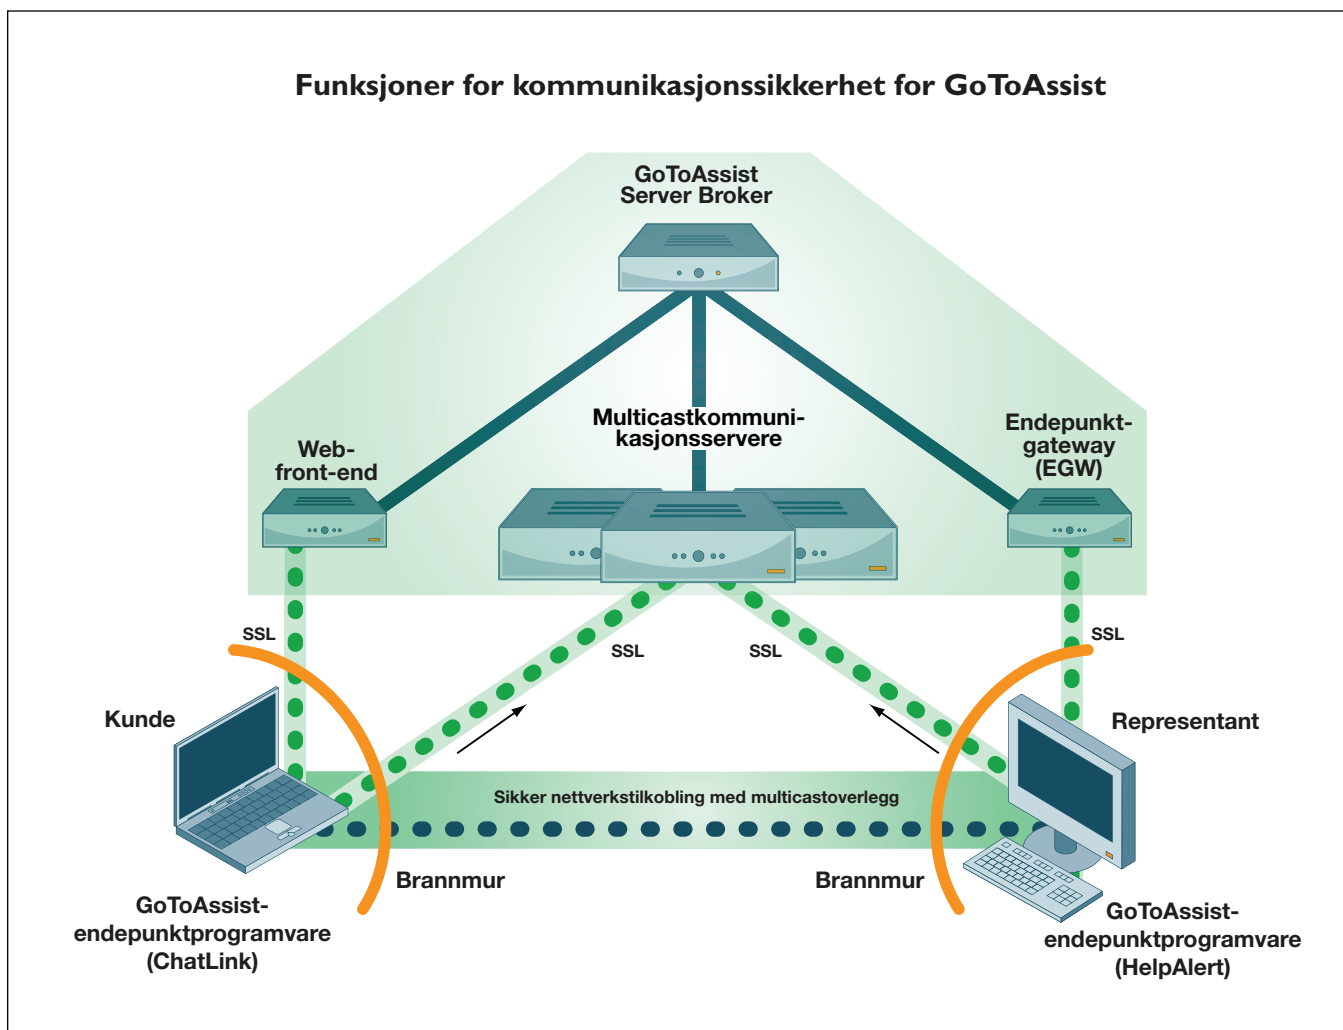 Funksjoner for kommunikasjonssikkerhet for GoToAssist
GoToAssist
Server Broker
Multicastkommuni-
kasjonsservere
Endepunkt-
gateway
(EGW)
Web-
front-end
SSL
SSL
SSL
SSL
Kunde
Representant
Sikker nettverkstilkobling med multicastoverlegg
Brannmur
Brannmur
GoToAssist-
endepunktprogramvare
(ChatLink)
GoToAssist-
endepunktprogramvare
(HelpAlert)